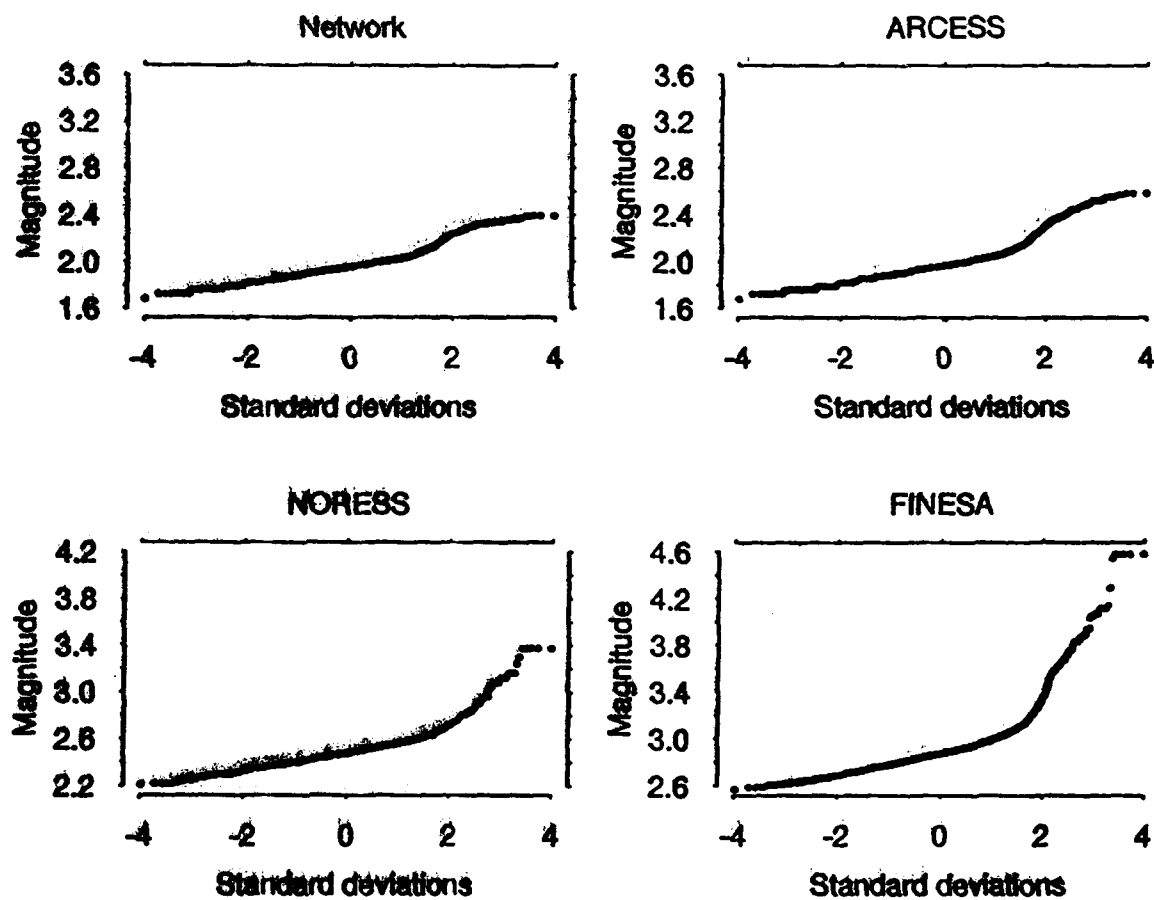 Network
3.6
3.2
2.8
2.4
2.0
1.6
Magnitude
-4 -2 0 2 4
Standard deviations
ARCESS
3.6
3.2
2.8
2.4
2.0
1.6
Magnitude
-4 -2 0 2 4
Standard deviations
NORESS
4.2
3.8
3.4
3.0
2.6
2.2
Magnitude
-4 -2 0 2 4
Standard deviations
FINESA
4.6
4.2
3.8
3.4
3.0
2.6
Magnitude
-4 -2 0 2 4
Standard deviations